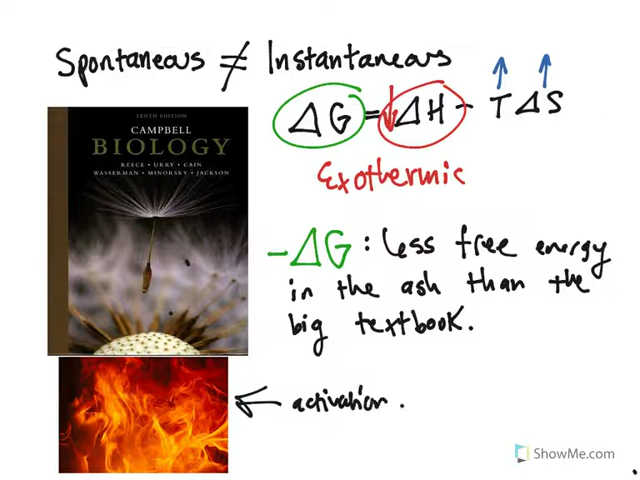 Spontaneous ≠ Instantaneous
ΔG = ↓ΔH - T↑ ΔS↑
Exothermic
TENTH EDITION
CAMPBELL
BIOLOGY
REECE • URRY • CAIN
WASSERMAN • MINORSKY • JACKSON
-ΔG : less free energy
in the ash than the
big textbook.
← activation.
ShowMe.com